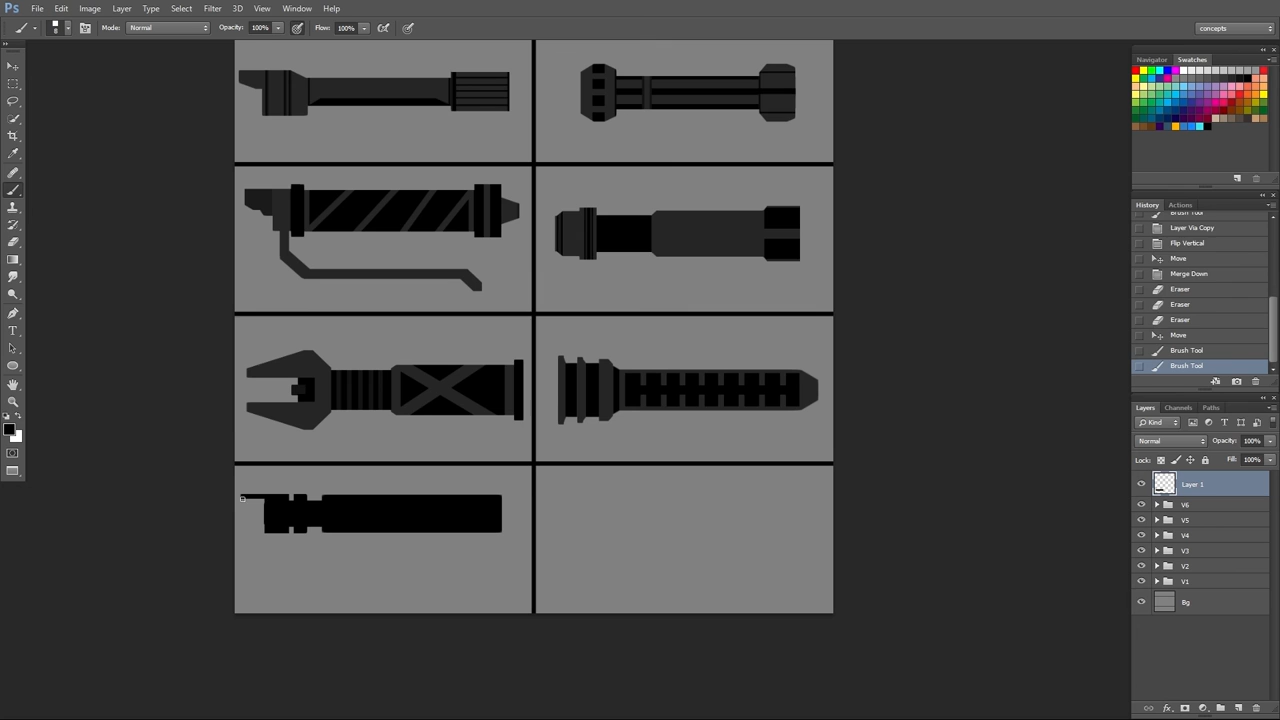 Ps File Edit Image Layer Type Select Filter 3D View Window Help
8 Mode: Normal Opacity: 100% Flow: 100% concepts
Navigator Swatches
History Actions
Brush Tool
Layer Via Copy
Flip Vertical
Move
Merge Down
Eraser
Eraser
Eraser
Move
Brush Tool
Brush Tool
Layers Channels Paths
Kind
Normal Opacity: 100%
Lock: Fill: 100%
Layer 1
V6
V5
V4
V3
V2
V1
Bg